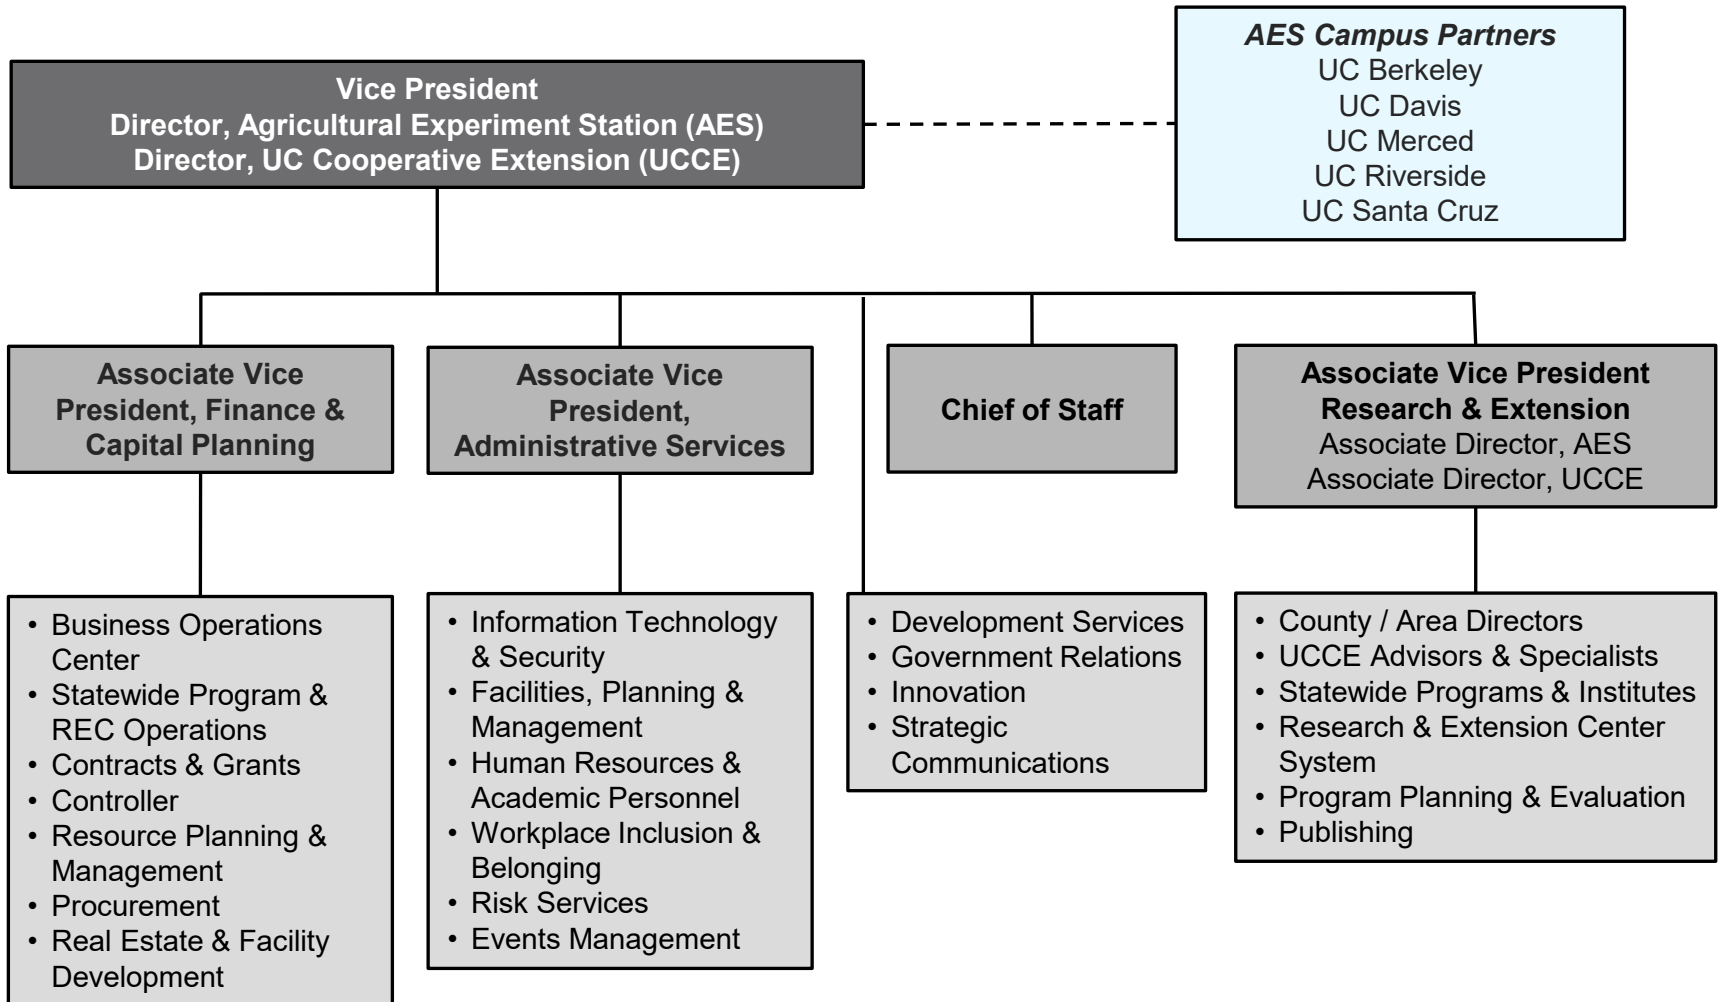 AES Campus Partners
UC Berkeley
UC Davis
UC Merced
UC Riverside
UC Santa Cruz
Vice President
Director, Agricultural Experiment Station (AES)
Director, UC Cooperative Extension (UCCE)
Associate Vice
President, Finance &
Capital Planning
Associate Vice
President,
Administrative Services
Chief of Staff
Associate Vice President
Research & Extension
Associate Director, AES
Associate Director, UCCE
• Business Operations
Center
• Statewide Program &
REC Operations
• Contracts & Grants
• Controller
• Resource Planning &
Management
• Procurement
• Real Estate & Facility
Development
• Information Technology
& Security
• Facilities, Planning &
Management
• Human Resources &
Academic Personnel
• Workplace Inclusion &
Belonging
• Risk Services
• Events Management
• Development Services
• Government Relations
• Innovation
• Strategic
Communications
• County / Area Directors
• UCCE Advisors & Specialists
• Statewide Programs & Institutes
• Research & Extension Center
System
• Program Planning & Evaluation
• Publishing